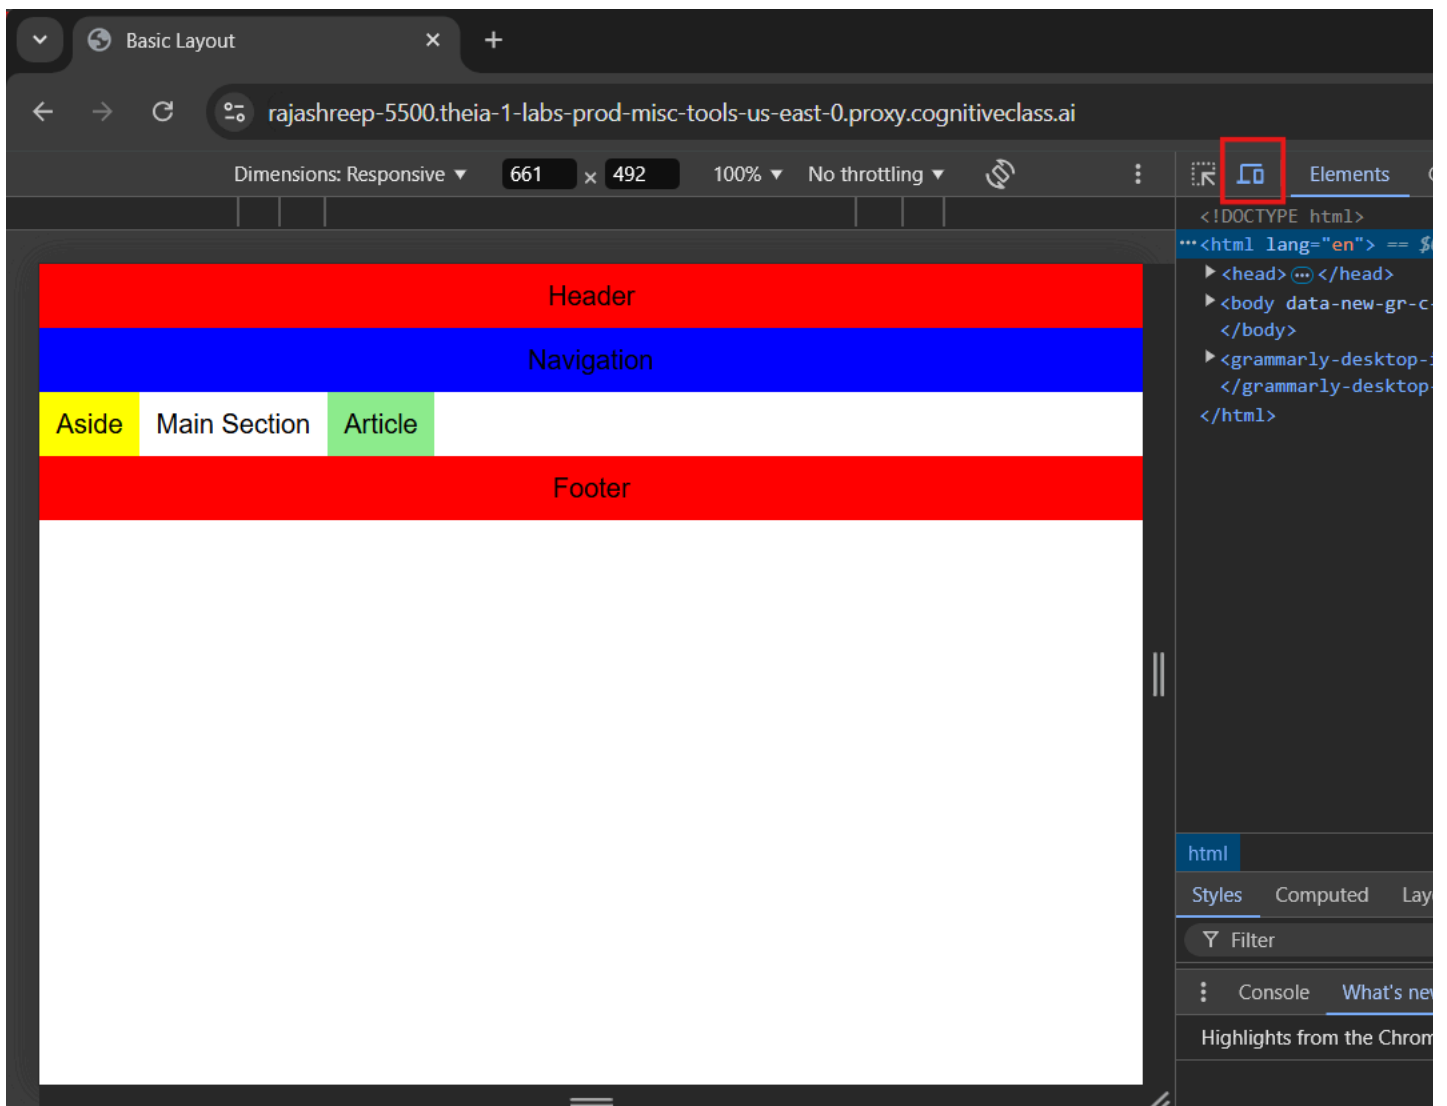 Basic Layout
rajashreep-5500.theia-1-labs-prod-misc-tools-us-east-0.proxy.cognitiveclass.ai
Dimensions: Responsive 661 × 492 100% No throttling
Elements
<!DOCTYPE html>
<html lang="en"> ==
<head> </head>
<body data-new-gr-c-
</body>
<grammarly-desktop-
</grammarly-desktop-
</html>
Header
Navigation
Aside Main Section Article
Footer
html
Styles Computed Lay
Filter
Console What's new
Highlights from the Chrom